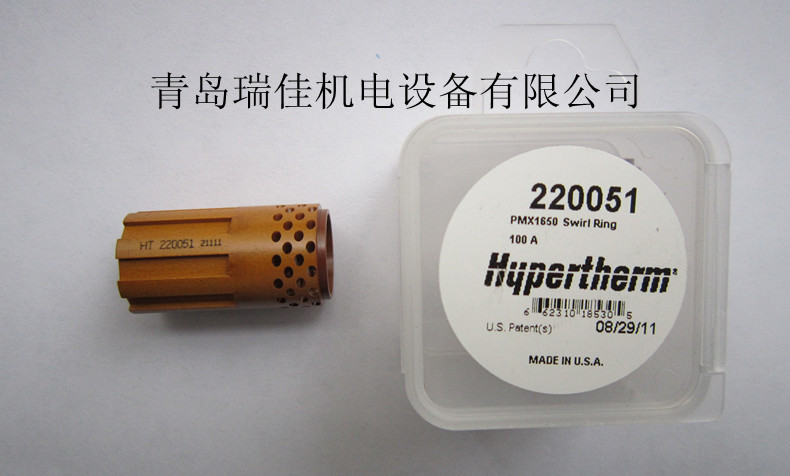 青岛瑞佳机电设备有限公司
HT 220051 21111
220051
PMX1650 Swirl Ring
100 A
Hypertherm
6 62310 18530 5
U.S. Patent(s) 08/29/11
MADE IN U.S.A.